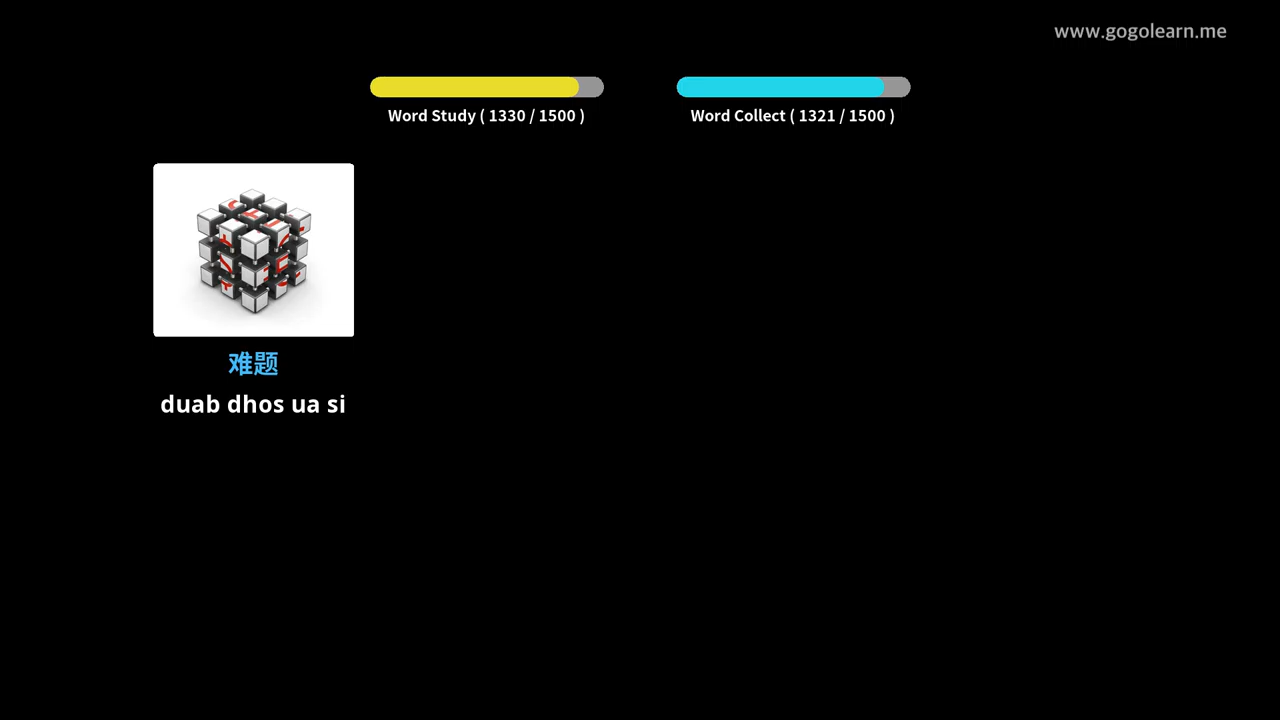 www.gogolearn.me
Word Study ( 1330 / 1500 )
Word Collect ( 1321 / 1500 )
难题
duab dhos ua si